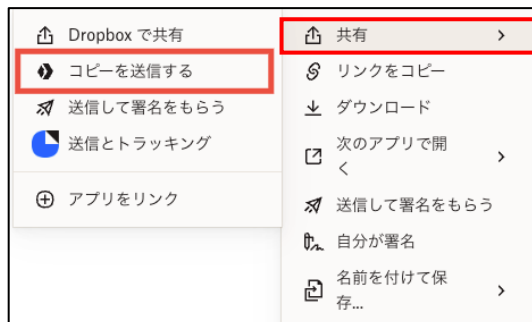 Dropbox で共有
コピーを送信する
送信して署名をもらう
送信とトラッキング
アプリをリンク
共有
リンクをコピー
ダウンロード
次のアプリで開
く
送信して署名をもらう
自分が署名
名前を付けて保
存...